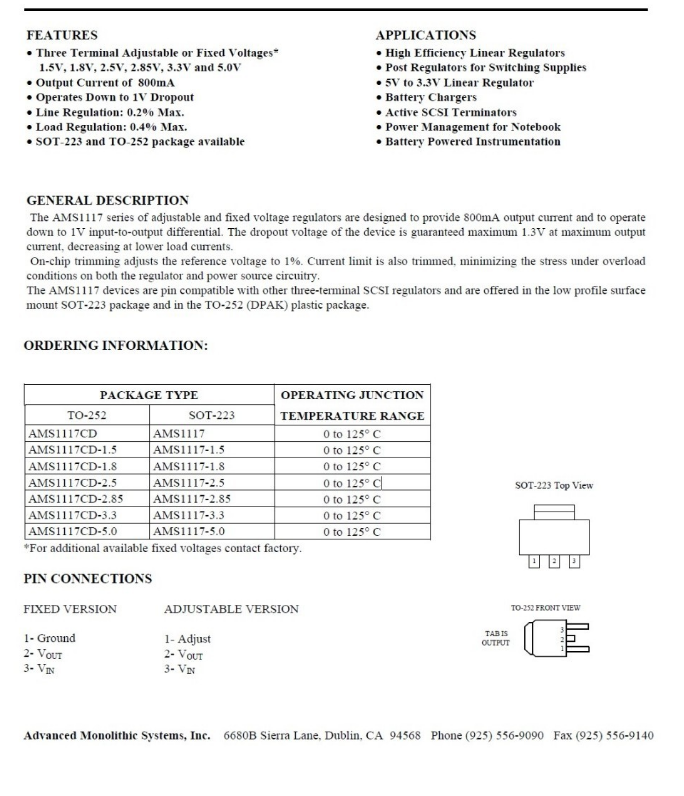 FEATURES
• Three Terminal Adjustable or Fixed Voltages*
1.5V, 1.8V, 2.5V, 2.85V, 3.3V and 5.0V
• Output Current of 800mA
• Operates Down to 1V Dropout
• Line Regulation: 0.2% Max.
• Load Regulation: 0.4% Max.
• SOT-223 and TO-252 package available
APPLICATIONS
• High Efficiency Linear Regulators
• Post Regulators for Switching Supplies
• 5V to 3.3V Linear Regulator
• Battery Chargers
• Active SCSI Terminators
• Power Management for Notebook
• Battery Powered Instrumentation
GENERAL DESCRIPTION
The AMS1117 series of adjustable and fixed voltage regulators are designed to provide 800mA output current and to operate
down to 1V input-to-output differential. The dropout voltage of the device is guaranteed maximum 1.3V at maximum output
current, decreasing at lower load currents.
On-chip trimming adjusts the reference voltage to 1%. Current limit is also trimmed, minimizing the stress under overload
conditions on both the regulator and power source circuitry.
The AMS1117 devices are pin compatible with other three-terminal SCSI regulators and are offered in the low profile surface
mount SOT-223 package and in the TO-252 (DPAK) plastic package.
ORDERING INFORMATION:
PACKAGE TYPE OPERATING JUNCTION
TO-252 SOT-223 TEMPERATURE RANGE
AMS1117CD AMS1117 0 to 125° C
AMS1117CD-1.5 AMS1117-1.5 0 to 125° C
AMS1117CD-1.8 AMS1117-1.8 0 to 125° C
AMS1117CD-2.5 AMS1117-2.5 0 to 125° C
AMS1117CD-2.85 AMS1117-2.85 0 to 125° C
AMS1117CD-3.3 AMS1117-3.3 0 to 125° C
AMS1117CD-5.0 AMS1117-5.0 0 to 125° C
*For additional available fixed voltages contact factory.
SOT-223 Top View
1 2 3
PIN CONNECTIONS
FIXED VERSION ADJUSTABLE VERSION
1- Ground 1- Adjust
2- VOUT 2- VOUT
3- VIN 3- VIN
TO-252 FRONT VIEW
TAB IS
OUTPUT
3
2
1
Advanced Monolithic Systems, Inc. 6680B Sierra Lane, Dublin, CA 94568 Phone (925) 556-9090 Fax (925) 556-9140